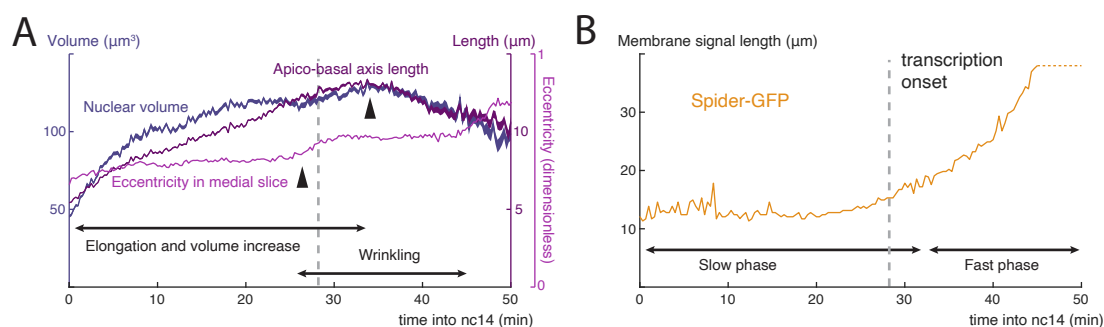 A
Volume (μm³)
Length (μm)
1
Apico-basal axis length
Nuclear volume
100
10
Eccentricity in medial slice
50
5
Elongation and volume increase
Wrinkling
0
Eccentricity (dimensionless)
0
10
20
30
40
50
time into nc14 (min)
B
Membrane signal length (μm)
transcription
onset
Spider-GFP
30
20
10
Slow phase
Fast phase
0
10
20
30
40
50
time into nc14 (min)